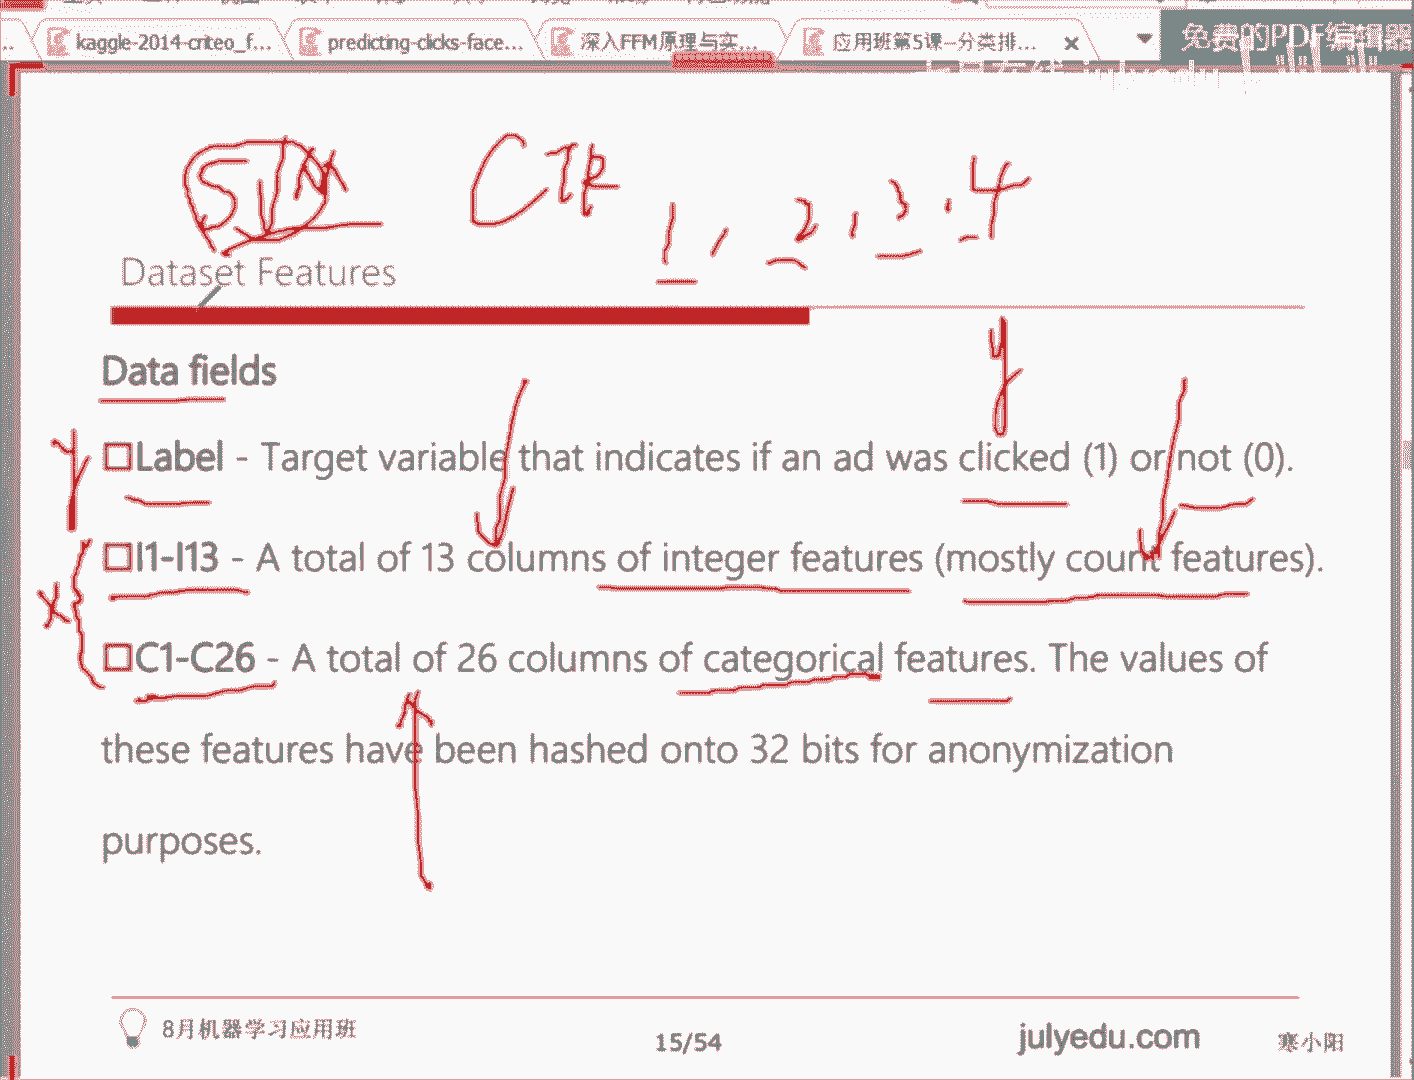 kaggle-2014-criteo_f...
predicting-clicks-face...
深入FFM原理与实...
应用班第5课-分类排...
免费的PDF编辑器
CTR
1, 2, 3, 4
Dataset Features
Data fields
y
Y
Label - Target variable that indicates if an ad was clicked (1) or not (0).
I1-I13 - A total of 13 columns of integer features (mostly count features).
X
C1-C26 - A total of 26 columns of categorical features. The values of
these features have been hashed onto 32 bits for anonymization
purposes.
8月机器学习应用班
15/54
julyedu.com
寒小阳